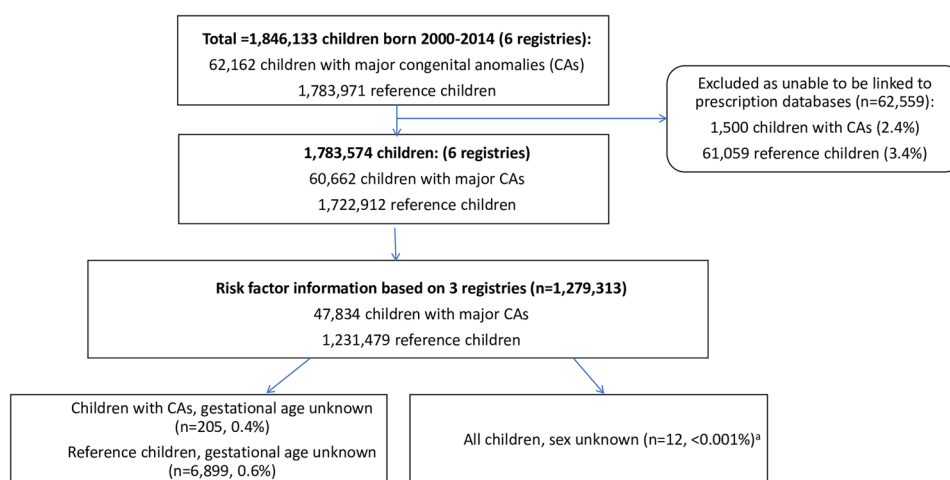 Total =1,846,133 children born 2000-2014 (6 registries):
62,162 children with major congenital anomalies (CAs)
1,783,971 reference children
Excluded as unable to be linked to
prescription databases (n=62,559):
1,500 children with CAs (2.4%)
61,059 reference children (3.4%)
1,783,574 children: (6 registries)
60,662 children with major CAs
1,722,912 reference children
Risk factor information based on 3 registries (n=1,279,313)
47,834 children with major CAs
1,231,479 reference children
Children with CAs, gestational age unknown
(n=205, 0.4%)
Reference children, gestational age unknown
(n=6,899, 0.6%)
All children, sex unknown (n=12, <0.001%)ᵃ